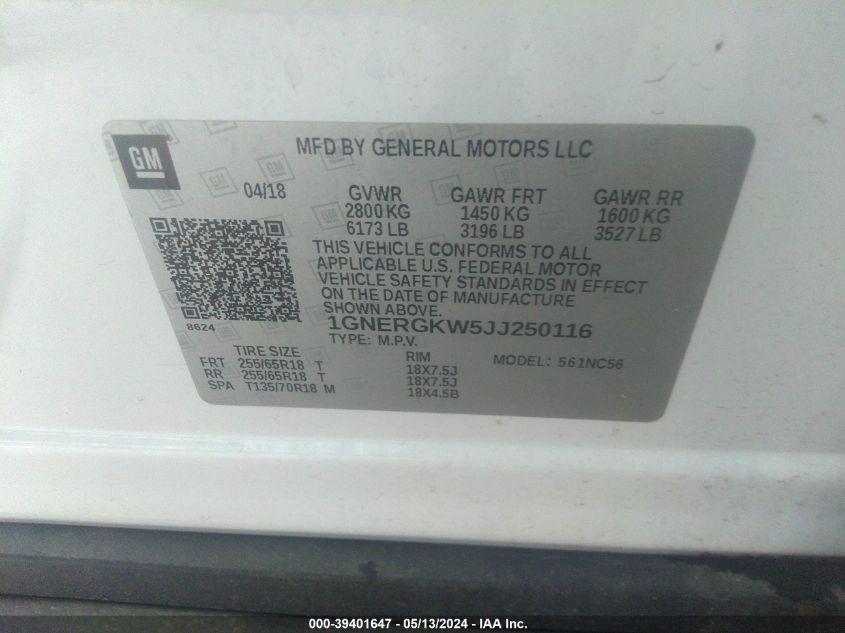 GM
MFD BY GENERAL MOTORS LLC
04/18 GVWR GAWR FRT GAWR RR
2800 KG 1450 KG 1600 KG
6173 LB 3196 LB 3527 LB
THIS VEHICLE CONFORMS TO ALL
APPLICABLE U.S. FEDERAL MOTOR
VEHICLE SAFETY STANDARDS IN EFFECT
ON THE DATE OF MANUFACTURE
SHOWN ABOVE.
8624
1GNERGKW5JJ250116
TYPE: M.P.V.
TIRE SIZE RIM MODEL: 561NC56
FRT 255/65R18 T 18X7.5J
RR 255/65R18 T 18X7.5J
SPA T135/70R18 M 18X4.5B
000-39401647 - 05/13/2024 - IAA Inc.